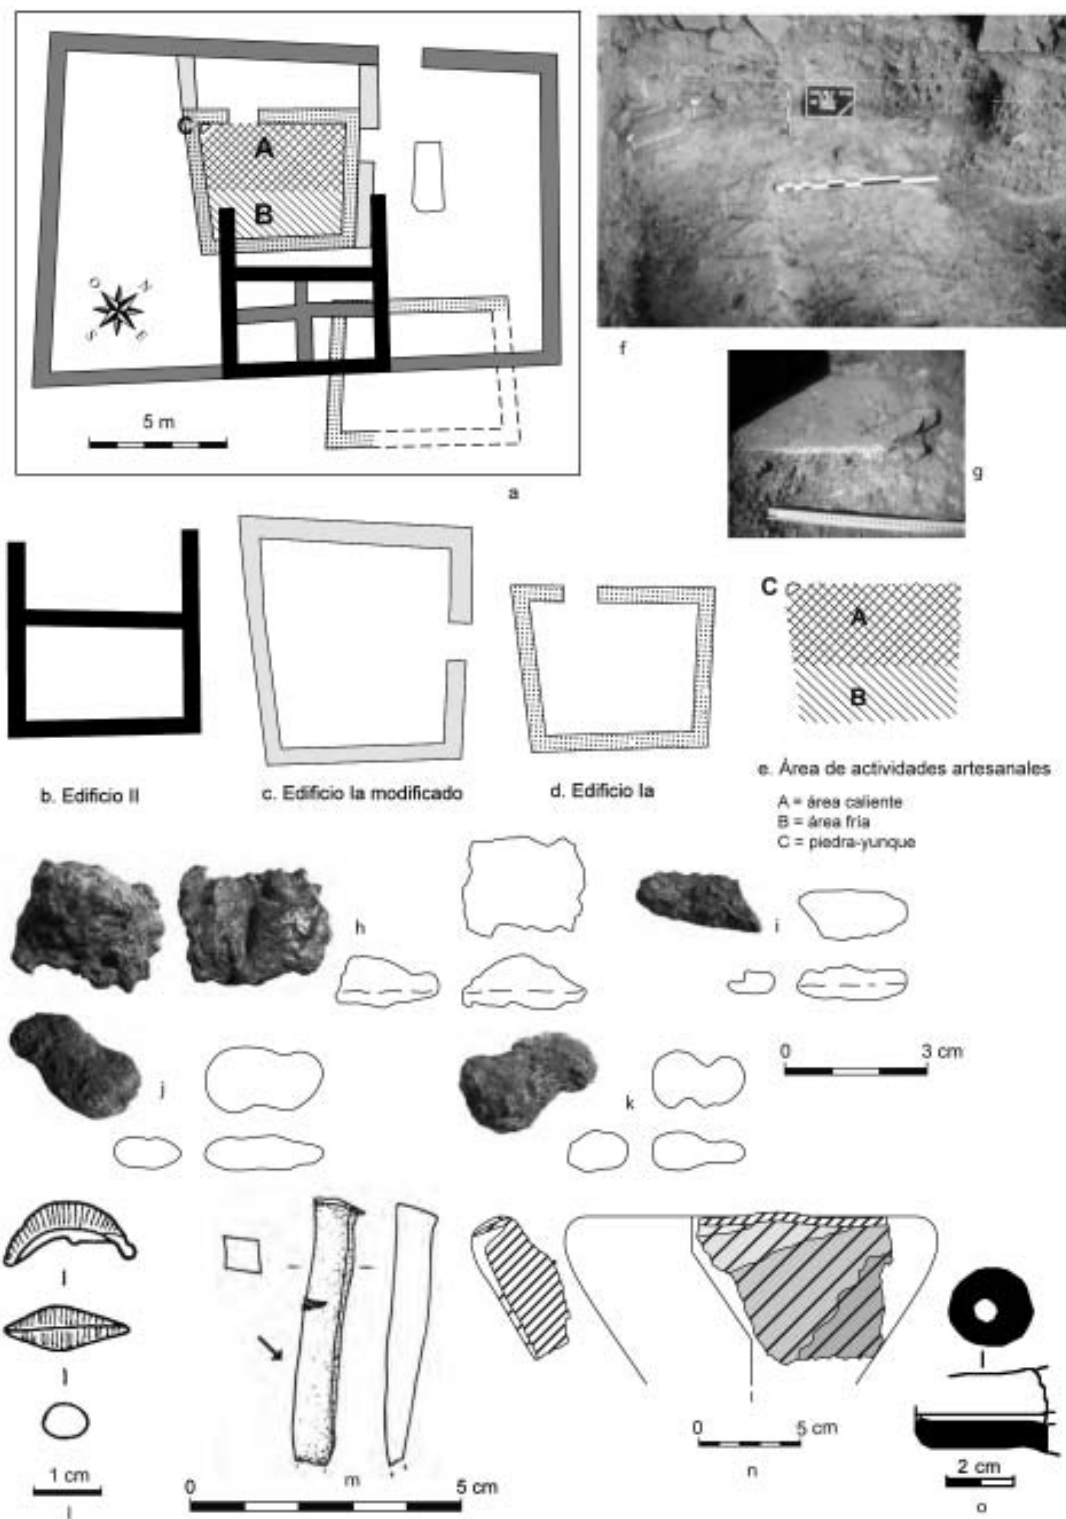 C
A
B
O
N
S
E
5 m
a
f
g
b. Edificio II
c. Edificio Ia modificado
d. Edificio Ia
C
A
B
e. Área de actividades artesanales
A = área caliente
B = área fría
C = piedra-yunque
h
i
0 3 cm
j
k
1 cm
l
m
0 5 cm
0 5 cm
n
2 cm
o